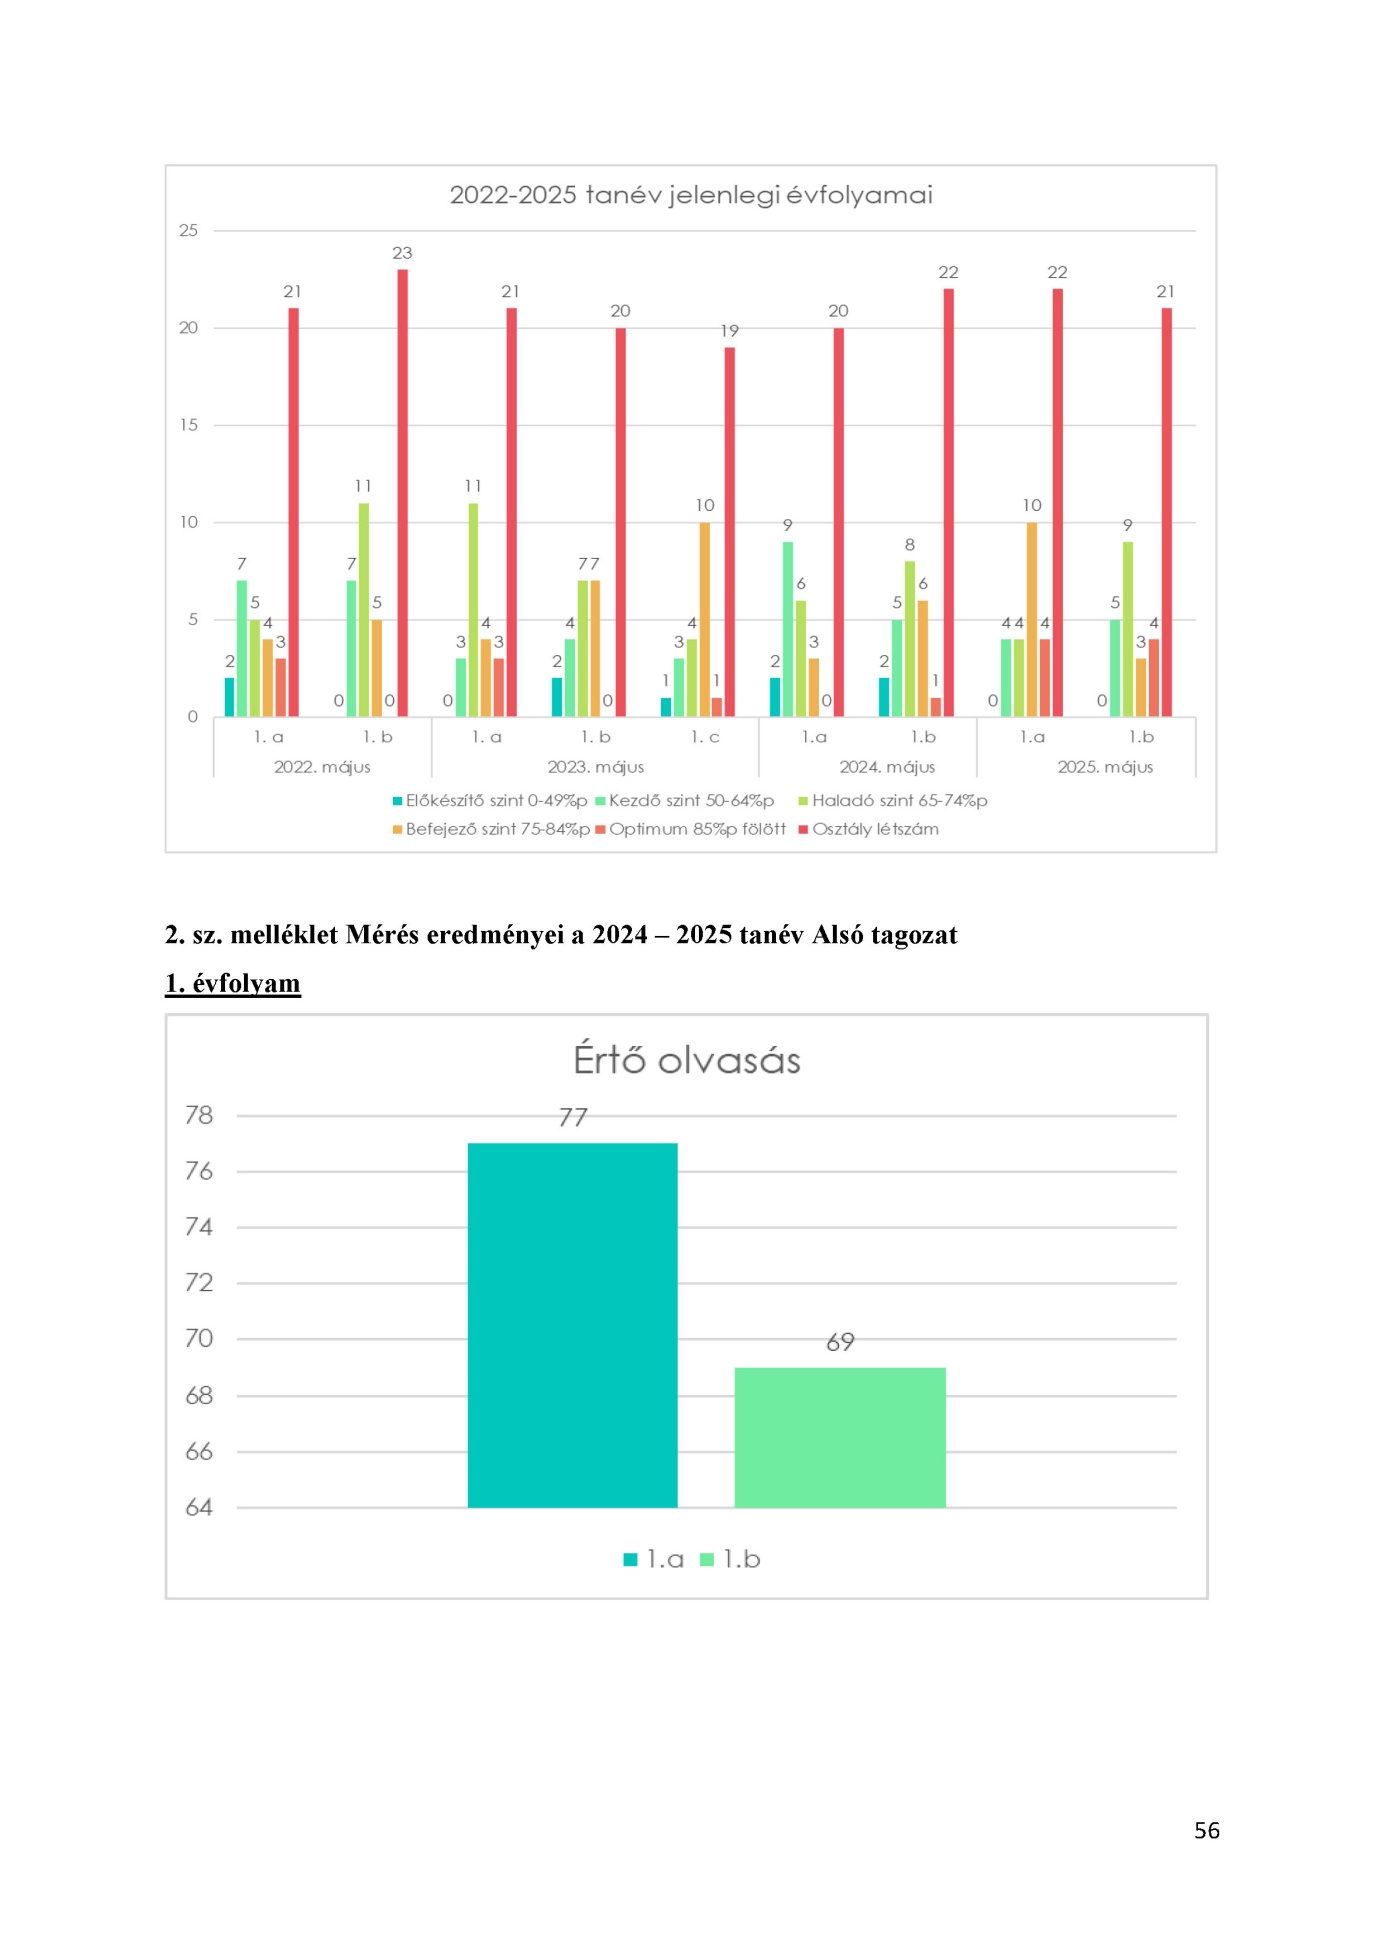 2022-2025 tanév jelenlegi évfolyamai
25
23
22 22
21 21 21
20 20
20
19
15
11 11
10 10
10
9 9
8
7 7 7 7
6 6
5 5 5 5 5
5
4 4 4 4 4 4 4 4
3 3 3 3 3 3
2 2 2 2
1 1 1
0 0 0 0 0 0 0
0
1. a 1. b 1. a 1. b 1. c 1.a 1.b 1.a 1.b
2022. május 2023. május 2024. május 2025. május
Előkészítő szint 0-49%p Kezdő szint 50-64%p Haladó szint 65-74%p
Befejező szint 75-84%p Optimum 85%p fölött Osztály létszám
2. sz. melléklet Mérés eredményei a 2024 – 2025 tanév Alsó tagozat
1. évfolyam
Értő olvasás
78
77
76
74
72
70
69
68
66
64
1.a 1.b
56